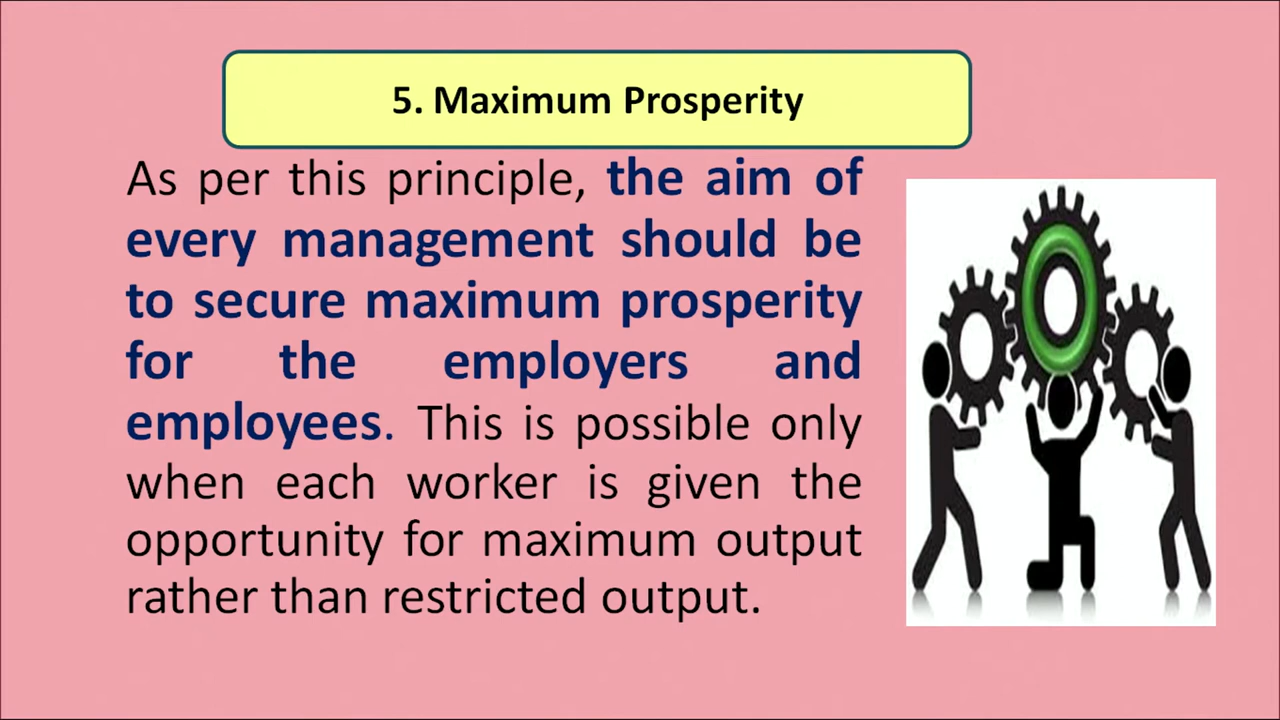 5. Maximum Prosperity
As per this principle, the aim of
every management should be
to secure maximum prosperity
for the employers and
employees. This is possible only
when each worker is given the
opportunity for maximum output
rather than restricted output.